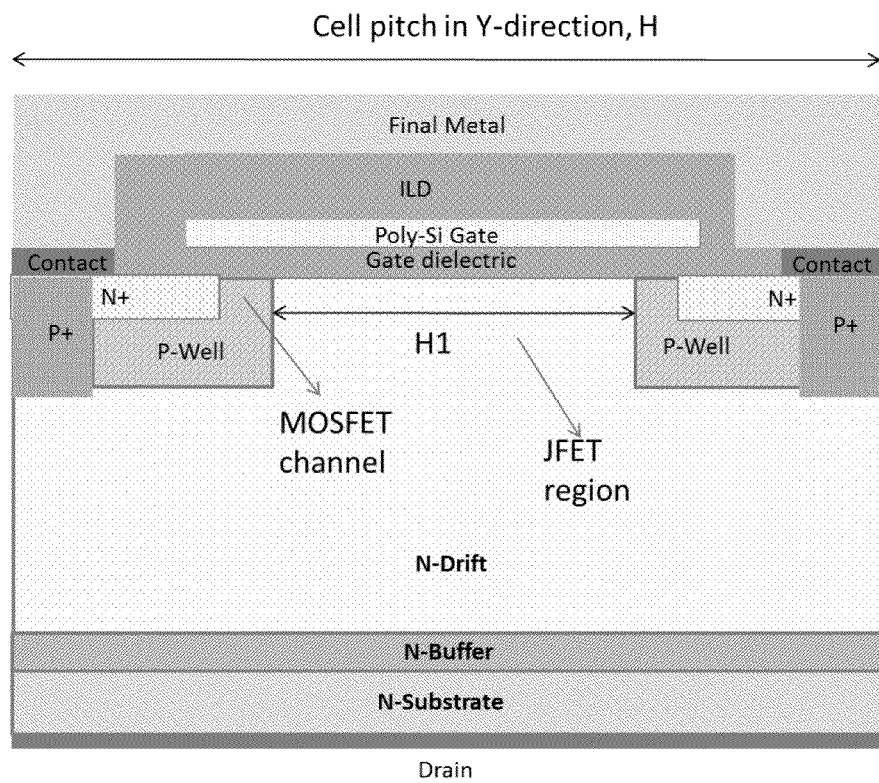 Cell pitch in Y-direction, H
Final Metal
ILD
Poly-Si Gate
Gate dielectric
Contact
Contact
N+
N+
P+
P+
P-Well
P-Well
H1
MOSFET
channel
JFET
region
N-Drift
N-Buffer
N-Substrate
Drain